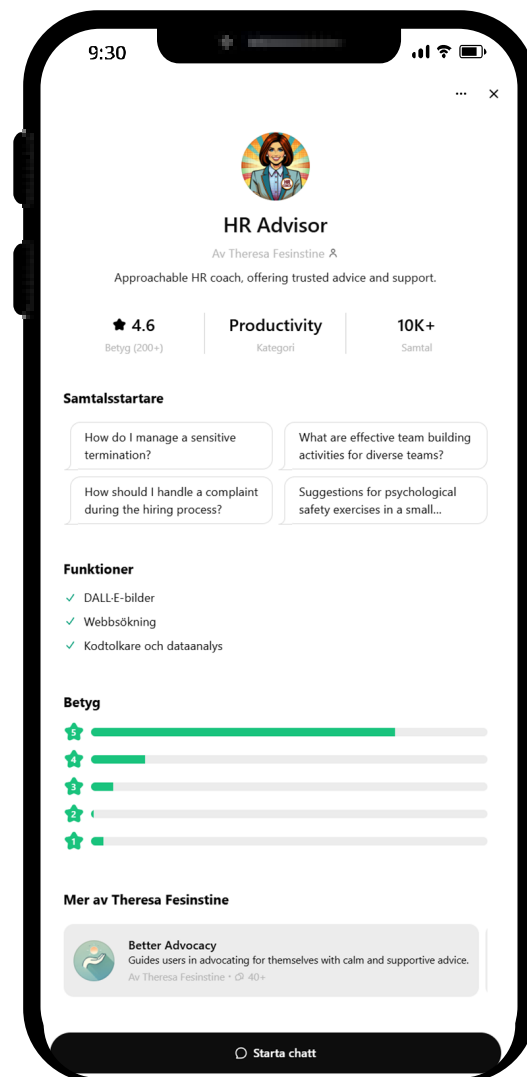 9:30
HR Advisor
Av Theresa Fesinstine
Approachable HR coach, offering trusted advice and support.
4.6
Betyg (200+)
Productivity
Kategori
10K+
Samtal
Samtalsstartare
How do I manage a sensitive
termination?
What are effective team building
activities for diverse teams?
How should I handle a complaint
during the hiring process?
Suggestions for psychological
safety exercises in a small...
Funktioner
DALL·E-bilder
Webbsökning
Kodtolkare och dataanalys
Betyg
5
4
3
2
1
Mer av Theresa Fesinstine
Better Advocacy
Guides users in advocating for themselves with calm and supportive advice.
Av Theresa Fesinstine • 40+
Starta chatt